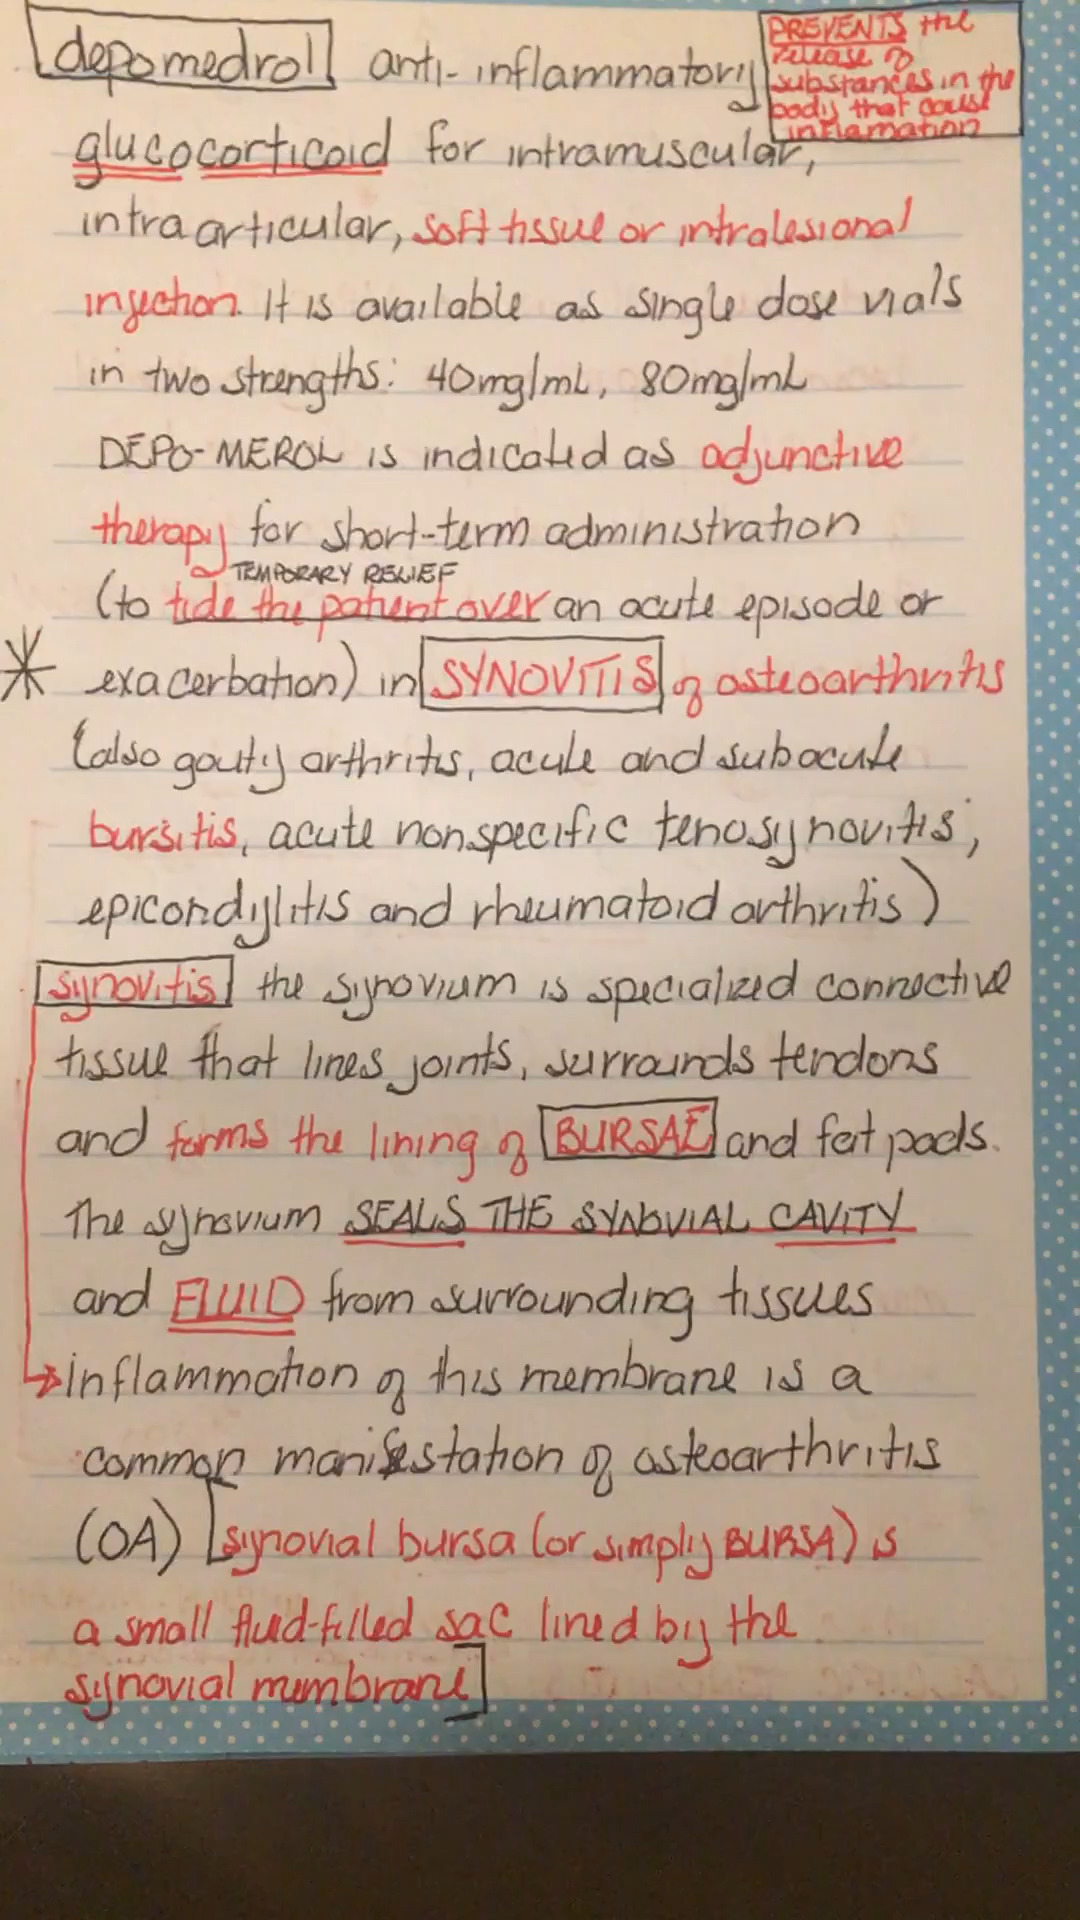 depomedrol anti-inflammatory
PREVENTS the
release of
substances in the
body that cause
inflamation
glucocorticoid for intramuscular,
intraarticular, soft tissue or intralesional
injection. It is available as single dose vials
in two strengths: 40mg/mL, 80mg/mL
DEPO-MEROL is indicated as adjunctive
therapy for short-term administration
TEMPORARY RELIEF
(to tide the patient over an acute episode or
* exacerbation) in SYNOVITIS of osteoarthritis
(also gouty arthritis, acute and subacute
bursitis, acute nonspecific tenosynovitis,
epicondylitis and rheumatoid arthritis)
synovitis the synovium is specialized connective
tissue that lines joints, surrounds tendons
and forms the lining of BURSAE and fat pads.
The synovium SEALS THE SYNOVIAL CAVITY
and FLUID from surrounding tissues
→ inflammation of this membrane is a
common manifestation of osteoarthritis
(OA) [synovial bursa (or simply BURSA) is
a small fluid-filled sac lined by the
synovial membrane]